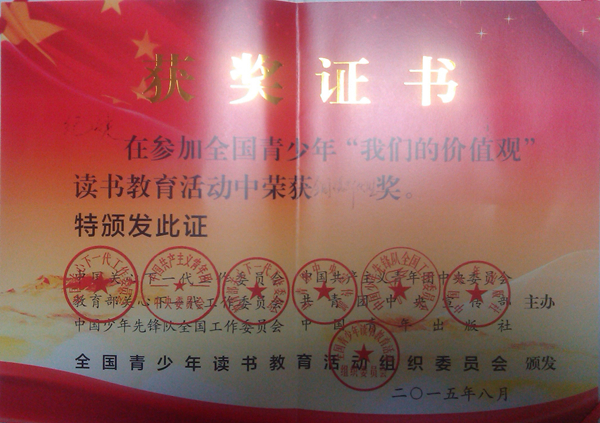 获奖证书
在参加全国青少年“我们的价值观”
读书教育活动中荣获 奖。
特颁发此证
中国关心下一代工作委员会 中国共产主义青年团中央委员会
教育部关心下一代工作委员会 共青团中央宣传部 主办
中国少年先锋队全国工作委员会 中国 年出版社
全国青少年读书教育活动组织委员会 颁发
二〇一五年八月